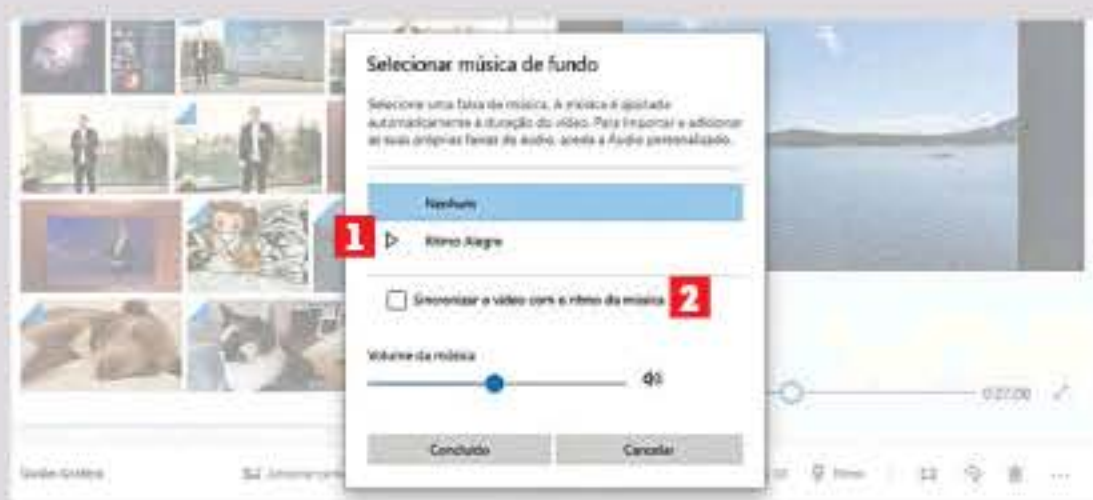 Selecionar música de fundo
Selecione uma faixa de música. A música é ajustada
automaticamente à duração do vídeo. Para importar e adicionar
as suas próprias faixas de áudio, aceda a Áudio personalizado.
Nenhum
1
Ritmo Alegre
Sincronizar o vídeo com o ritmo da música
2
Volume da música
Concluído
Cancelar